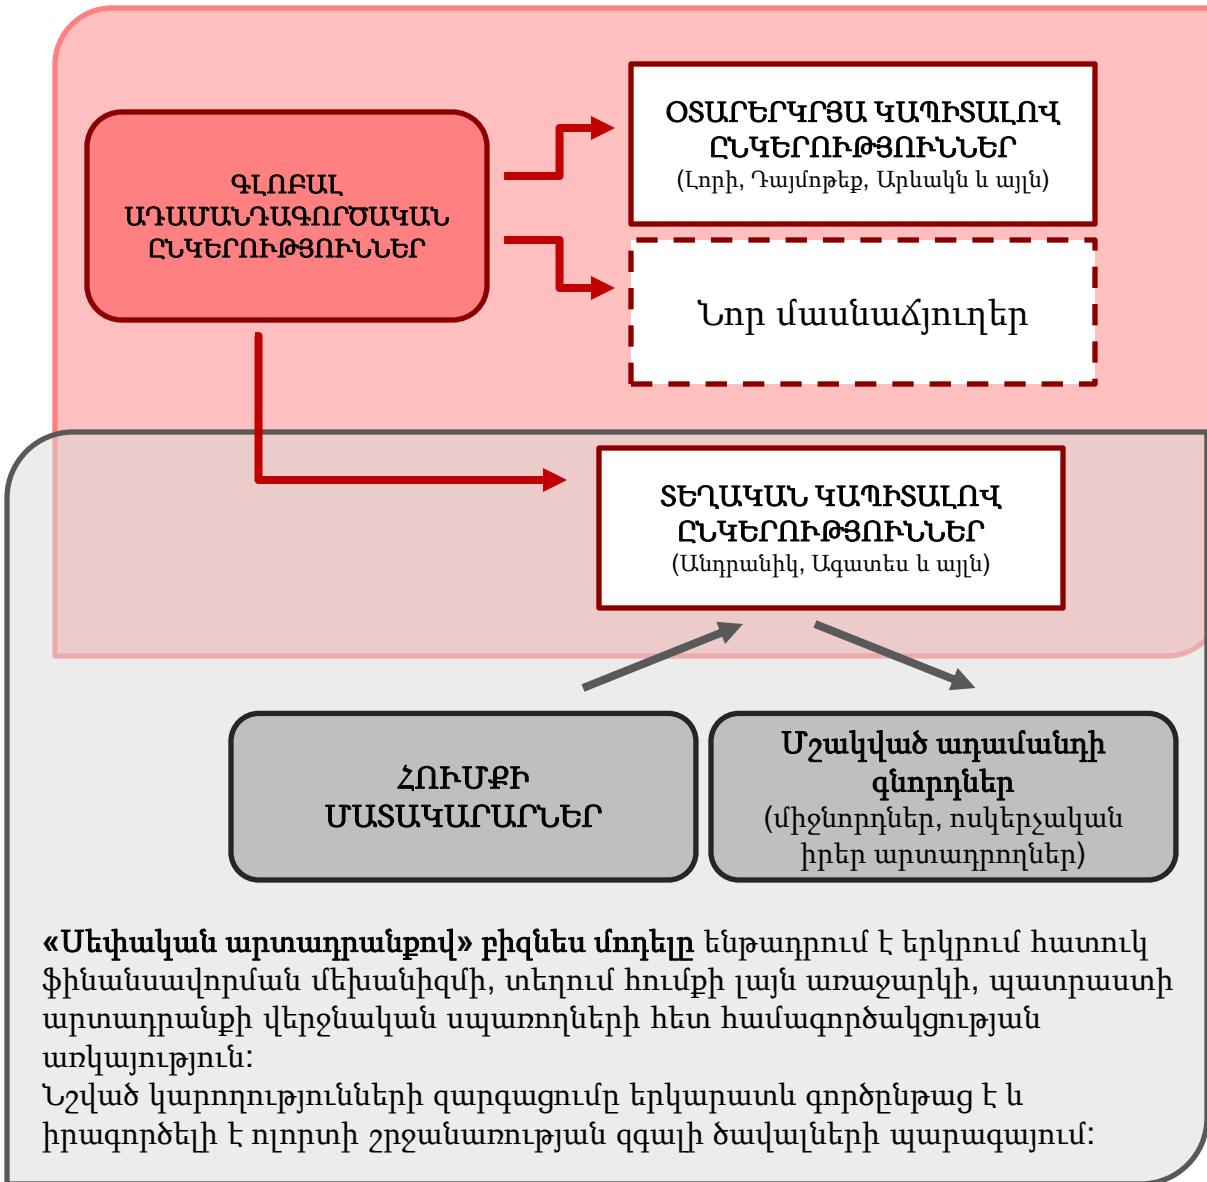 ԳԼՈԲԱԼ
ԱԴԱՄԱՆԴԱԳՈՐԾԱԿԱՆ
ԸՆԿԵՐՈՒԹՅՈՒՆՆԵՐ
ՕՏԱՐԵՐԿՐՅԱ ԿԱՊԻՏԱԼՈՎ
ԸՆԿԵՐՈՒԹՅՈՒՆՆԵՐ
(Լորի, Դայմոթեք, Արևակն և այլն)
Նոր մասնաճյուղեր
ՏԵՂԱԿԱՆ ԿԱՊԻՏԱԼՈՎ
ԸՆԿԵՐՈՒԹՅՈՒՆՆԵՐ
(Անդրանիկ, Ագատես և այլն)
ՀՈՒՄՔԻ
ՄԱՏԱԿԱՐԱՐՆԵՐ
Մշակված ադամանդի
գնորդներ
(միջնորդներ, ոսկերչական
իրեր արտադրողներ)
«Սեփական արտադրանքով» բիզնես մոդելը ենթադրում է երկրում հատուկ
ֆինանսավորման մեխանիզմի, տեղում հումքի լայն առաջարկի, պատրաստի
արտադրանքի վերջնական սպառողների հետ համագործակցության
առկայություն:
Նշված կարողությունների զարգացումը երկարատև գործընթաց է և
իրագործելի է ոլորտի շրջանառության զգալի ծավալների պարագայում: